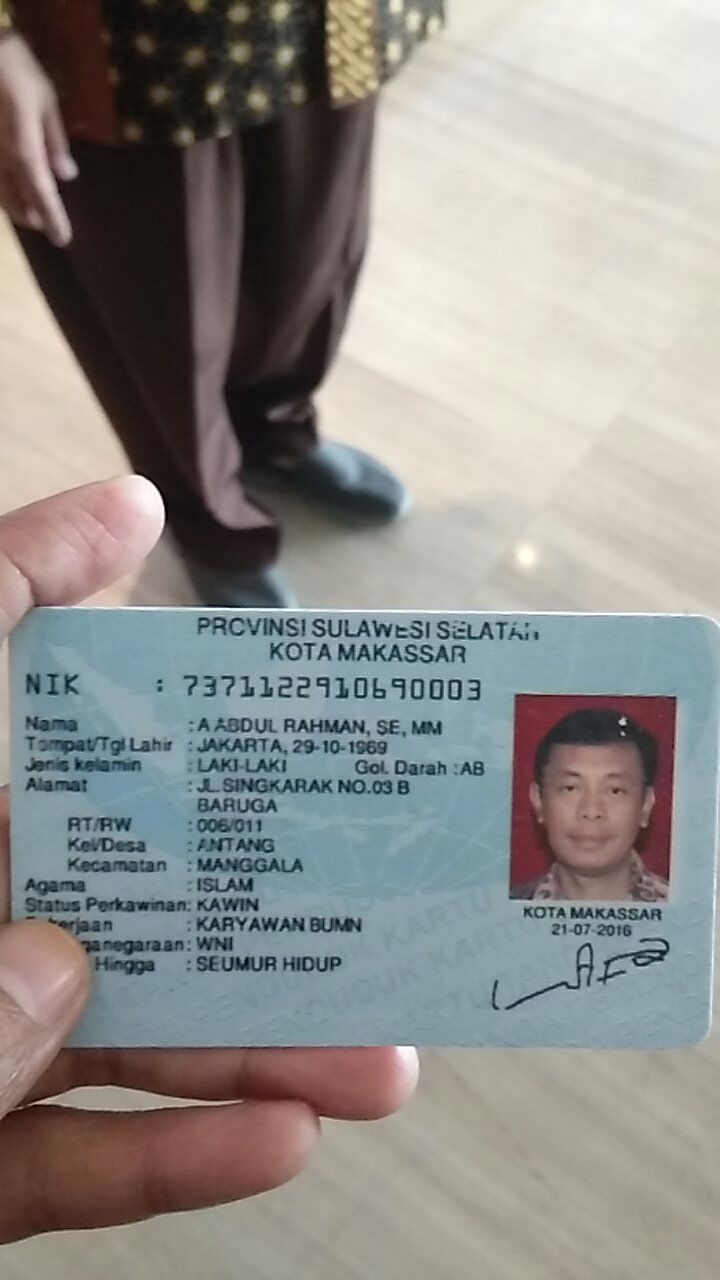 PROVINSI SULAWESI SELATAN
KOTA MAKASSAR
NIK : 7371122910690003
Nama : A ABDUL RAHMAN, SE, MM
Tempat/Tgl Lahir : JAKARTA, 29-10-1969
Jenis kelamin : LAKI-LAKI Gol. Darah : AB
Alamat : JL.SINGKARAK NO.03 B
BARUGA
RT/RW : 006/011
Kel/Desa : ANTANG
Kecamatan : MANGGALA
Agama : ISLAM
Status Perkawinan: KAWIN
erjaan : KARYAWAN BUMN
ganegaraan: WNI
Hingga : SEUMUR HIDUP
KOTA MAKASSAR
21-07-2016